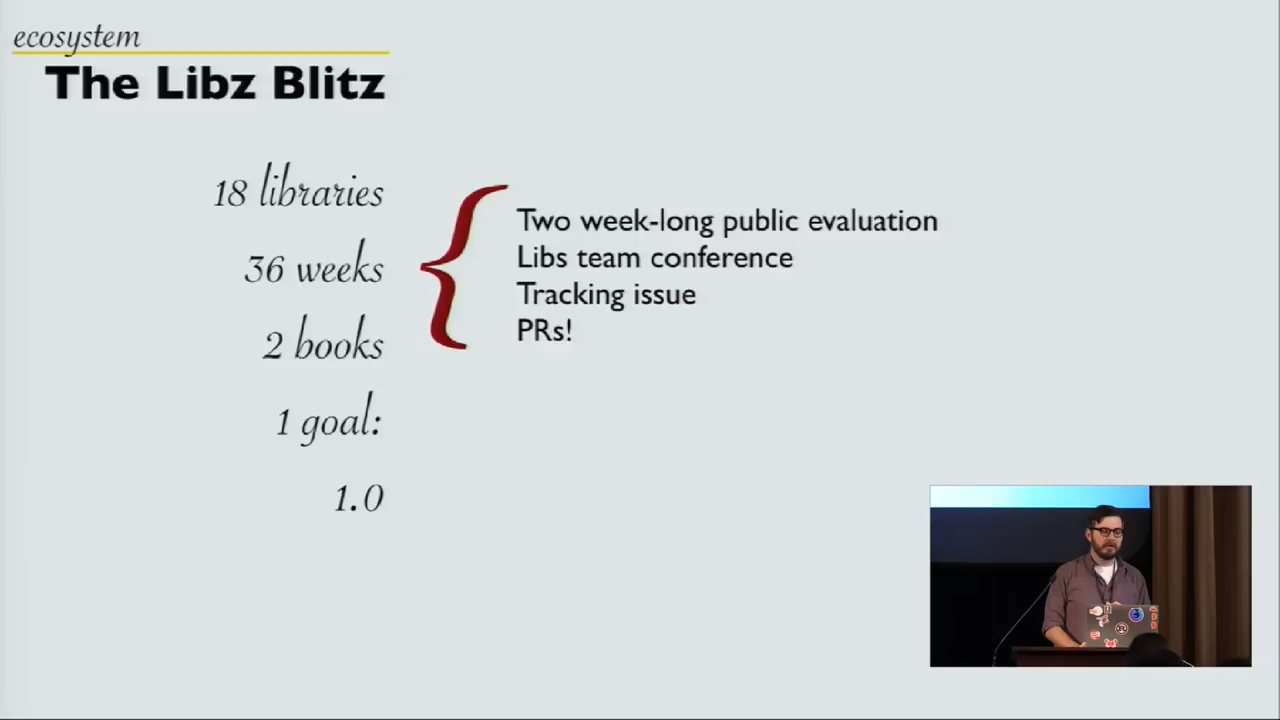 ecosystem
The Libz Blitz
18 libraries
36 weeks
2 books
1 goal:
1.0
Two week-long public evaluation
Libs team conference
Tracking issue
PRs!